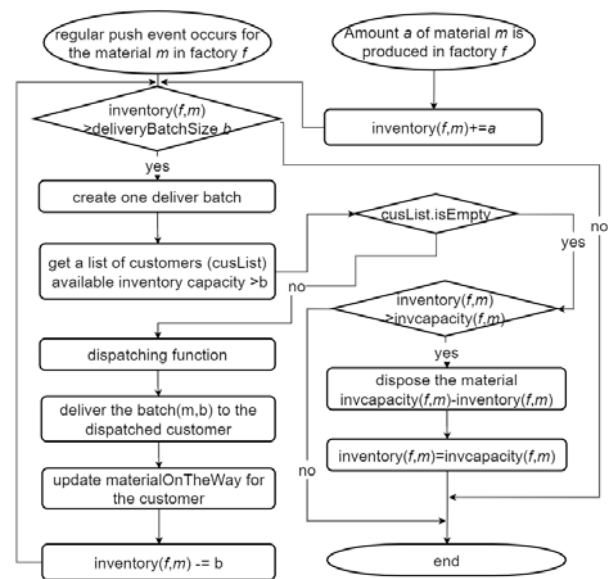 regular push event occurs for
the material m in factory f
Amount a of material m is
produced in factory f
inventory(f,m)
>deliveryBatchSize b
inventory(f,m)+=a
yes
no
create one deliver batch
cusList.isEmpty
yes
get a list of customers (cusList)
available inventory capacity >b
no
inventory(f,m)
>invcapacity(f,m)
yes
dispatching function
dispose the material
invcapacity(f,m)-inventory(f,m)
deliver the batch(m,b) to the
dispatched customer
inventory(f,m)=invcapacity(f,m)
no
update materialOnTheWay for
the customer
inventory(f,m) -= b
end